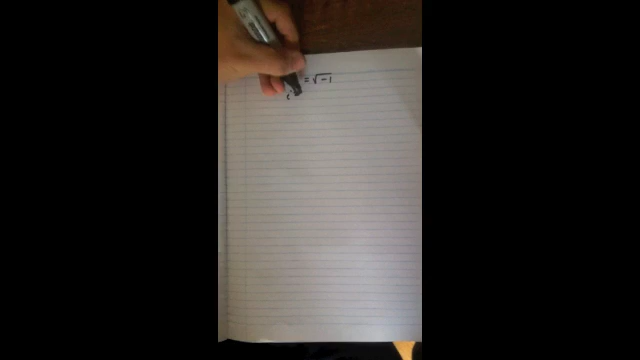 = √-1